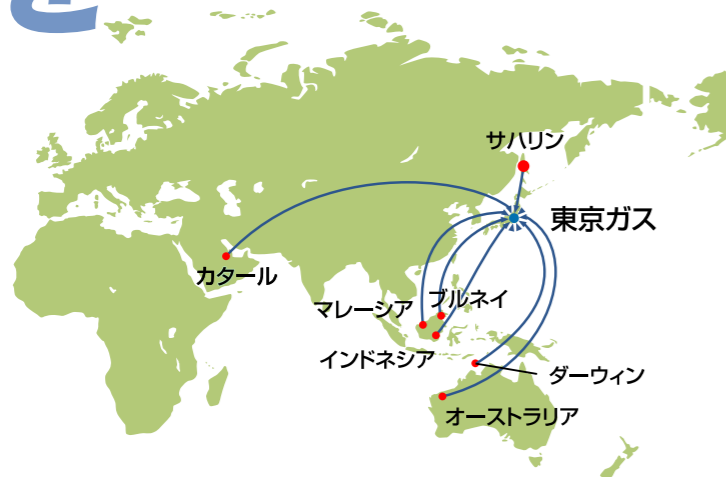 サハリン
東京ガス
カタール
マレーシア
ブルネイ
インドネシア
ダーウィン
オーストラリア